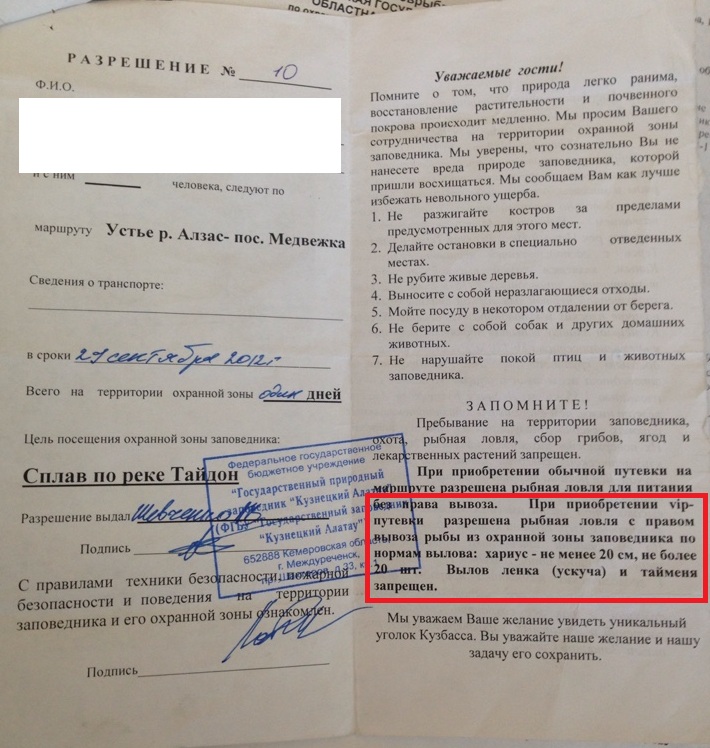 ОБЛАСТНА
РАЗРЕШЕНИЕ № 10
Ф.И.О.
и с ним человека, следуют по
маршруту Устье р. Алзас- пос. Медвежка
Сведения о транспорте:
в сроки 29 сентября 2012г
Всего на территории охранной зоны один дней
Цель посещения охранной зоны заповедника:
Сплав по реке Тайдон
Разрешение выдал
Подпись
С правилами техники безопасности, пожарной
безопасности и поведения на территории
заповедника и его охранной зоны ознакомлен.
Подпись
Федеральное государственное
бюджетное учреждение
"Государственный природный
заповедник "Кузнецкий Алатау"
(ФГБУ "Государственный заповедник
"Кузнецкий Алатау")
652888 Кемеровская область
г. Междуреченск,
Уважаемые гости!
Помните о том, что природа легко ранима,
восстановление растительности и почвенного
покрова происходит медленно. Мы просим Вашего
сотрудничества на территории охранной зоны
заповедника. Мы уверены, что сознательно Вы не
нанесете вреда природе заповедника, которой
пришли восхищаться. Мы сообщаем Вам как лучше
избежать невольного ущерба.
1. Не разжигайте костров за пределами
предусмотренных для этого мест.
2. Делайте остановки в специально отведенных
местах.
3. Не рубите живые деревья.
4. Выносите с собой неразлагающиеся отходы.
5. Мойте посуду в некотором отдалении от берега.
6. Не берите с собой собак и других домашних
животных.
7. Не нарушайте покой птиц и животных
заповедника.
ЗАПОМНИТЕ!
Пребывание на территории заповедника,
охота, рыбная ловля, сбор грибов, ягод и
лекарственных растений запрещен.
При приобретении обычной путевки на
маршруте разрешена рыбная ловля для питания
без права вывоза. При приобретении vip-
путевки разрешена рыбная ловля с правом
вывоза рыбы из охранной зоны заповедника по
нормам вылова: хариус - не менее 20 см, не более
20 шт. Вылов ленка (ускуча) и тайменя
запрещен.
Мы уважаем Ваше желание увидеть уникальный
уголок Кузбасса. Вы уважайте наше желание и нашу
задачу его сохранить.